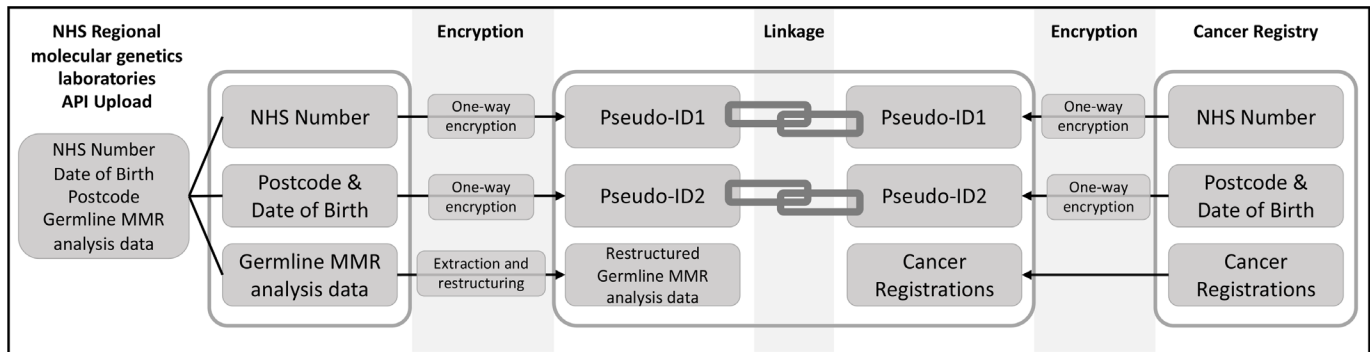 NHS Regional
molecular genetics
laboratories
API Upload
NHS Number
Date of Birth
Postcode
Germline MMR
analysis data
NHS Number
Postcode &
Date of Birth
Germline MMR
analysis data
Encryption
One-way
encryption
One-way
encryption
Extraction and
restructuring
Pseudo-ID1
Pseudo-ID2
Restructured
Germline MMR
analysis data
Linkage
Pseudo-ID1
Pseudo-ID2
Cancer
Registrations
Encryption
One-way
encryption
One-way
encryption
Cancer Registry
NHS Number
Postcode &
Date of Birth
Cancer
Registrations